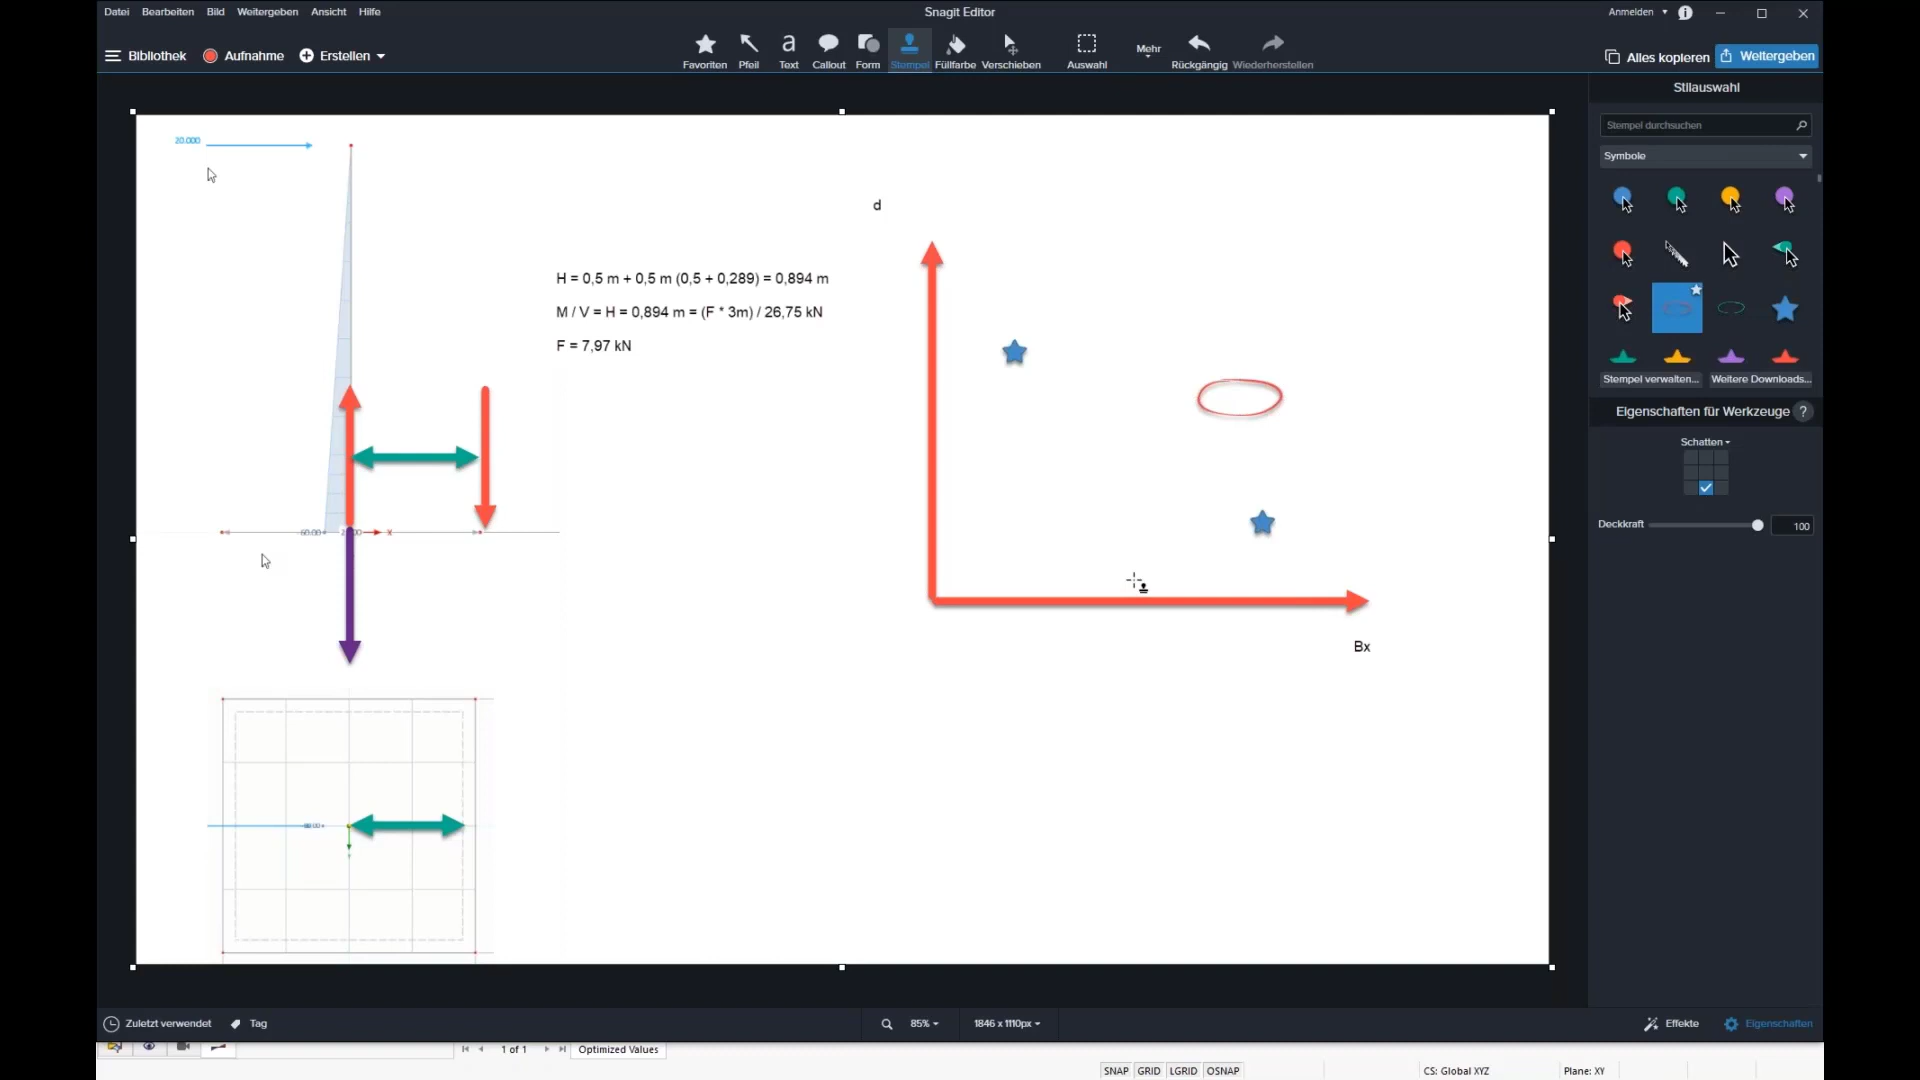 Datei Bearbeiten Bild Weitergeben Ansicht Hilfe
Snagit Editor
Anmelden
Bibliothek Aufnahme Erstellen
Favoriten Pfeil Text Callout Form Stempel Füllfarbe Verschieben Auswahl Mehr Rückgängig Wiederherstellen
Alles kopieren Weitergeben
Stilauswahl
Stempel durchsuchen
Symbole
Stempel verwalten... Weitere Downloads...
Eigenschaften für Werkzeuge ?
Schatten
Deckkraft 100
20.000
d
H = 0,5 m + 0,5 m (0,5 + 0,289) = 0,894 m
M / V = H = 0,894 m = (F * 3m) / 26,75 kN
F = 7,97 kN
60.00
X
Bx
Zuletzt verwendet Tag
85% 1846 x 1110px
Effekte Eigenschaften
1 of 1 Optimized Values
SNAP GRID LGRID OSNAP CS: Global XYZ Plane: XY